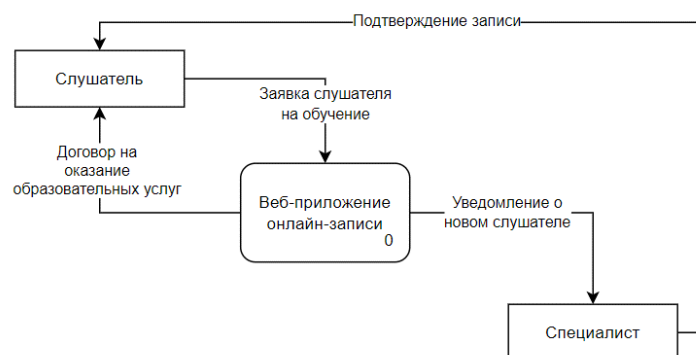 Подтверждение записи
Слушатель
Заявка слушателя
на обучение
Договор на
оказание
образовательных услуг
Веб-приложение
онлайн-записи
0
Уведомление о
новом слушателе
Специалист